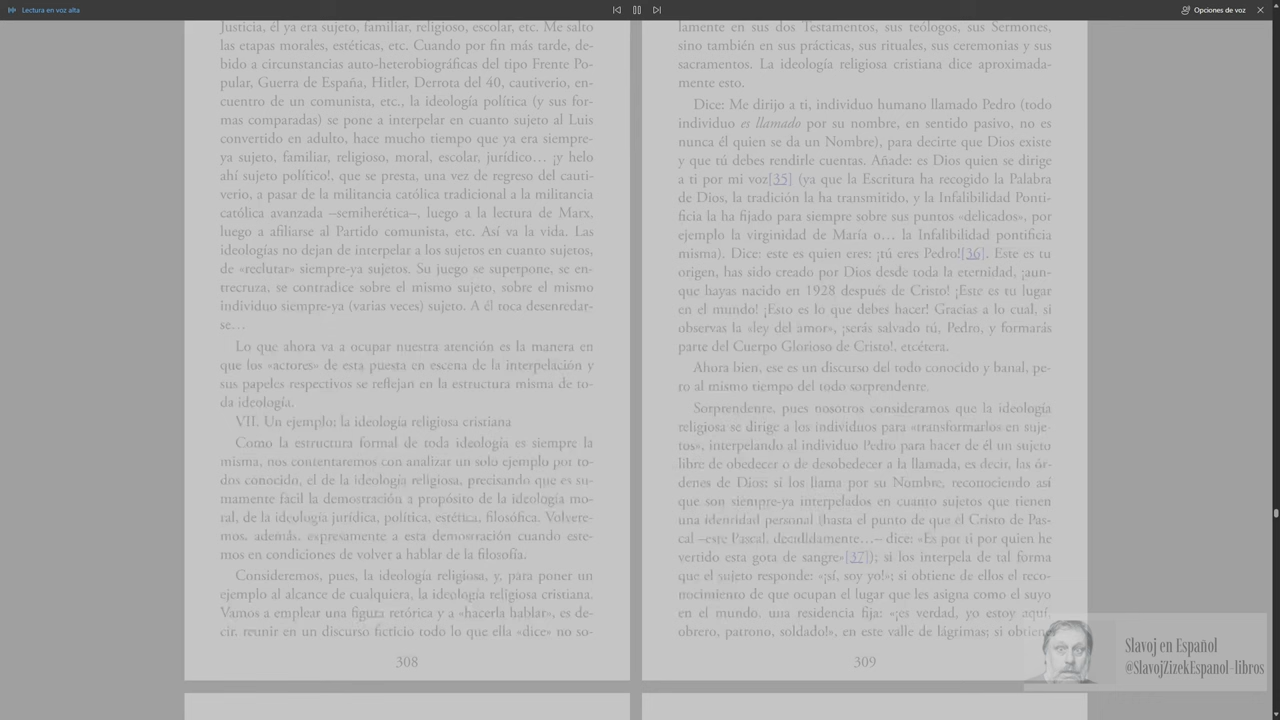 Lectura en voz alta
Opciones de voz
Justicia, él ya era sujeto, familiar, religioso, escolar, etc. Me salto
las etapas morales, estéticas, etc. Cuando por fin más tarde, de-
bido a circunstancias auto-heterobiográficas del tipo Frente Po-
pular, Guerra de España, Hitler, Derrota del 40, cautiverio, en-
cuentro de un comunista, etc., la ideología política (y sus for-
mas comparadas) se pone a interpelar en cuanto sujeto al Luis
convertido en adulto, hace mucho tiempo que ya era siempre-
ya sujeto, familiar, religioso, moral, escolar, jurídico… ¡y helo
ahí sujeto político!, que se presta, una vez de regreso del cauti-
verio, a pasar de la militancia católica tradicional a la militancia
católica avanzada –semiherética–, luego a la lectura de Marx,
luego a afiliarse al Partido comunista, etc. Así va la vida. Las
ideologías no dejan de interpelar a los sujetos en cuanto sujetos,
de «reclutar» siempre-ya sujetos. Su juego se superpone, se en-
trecruza, se contradice sobre el mismo sujeto, sobre el mismo
individuo siempre-ya (varias veces) sujeto. A él toca desenredar-
se…
Lo que ahora va a ocupar nuestra atención es la manera en
que los «actores» de esta puesta en escena de la interpelación y
sus papeles respectivos se reflejan en la estructura misma de to-
da ideología.
VII. Un ejemplo: la ideología religiosa cristiana
Como la estructura formal de toda ideología es siempre la
misma, nos contentaremos con analizar un solo ejemplo por to-
dos conocido, el de la ideología religiosa, precisando que es su-
mamente fácil la demostración a propósito de la ideología mo-
ral, de la ideología jurídica, política, estética, filosófica. Volvere-
mos, además, expresamente a esta demostración cuando este-
mos en condiciones de volver a hablar de la filosofía.
Consideremos, pues, la ideología religiosa, y, para poner un
ejemplo al alcance de cualquiera, la ideología religiosa cristiana.
Vamos a emplear una figura retórica y a «hacerla hablar», es de-
cir, reunir en un discurso ficticio todo lo que ella «dice» no so-
308
lamente en sus dos Testamentos, sus teólogos, sus Sermones,
sino también en sus prácticas, sus rituales, sus ceremonias y sus
sacramentos. La ideología religiosa cristiana dice aproximada-
mente esto.
Dice: Me dirijo a ti, individuo humano llamado Pedro (todo
individuo es llamado por su nombre, en sentido pasivo, no es
nunca él quien se da un Nombre), para decirte que Dios existe
y que tú debes rendirle cuentas. Añade: es Dios quien se dirige
a ti por mi voz[35] (ya que la Escritura ha recogido la Palabra
de Dios, la tradición la ha transmitido, y la Infalibilidad Ponti-
ficia la ha fijado para siempre sobre sus puntos «delicados», por
ejemplo la virginidad de María o… la Infalibilidad pontificia
misma). Dice: este es quien eres: ¡tú eres Pedro![36]. Este es tu
origen, has sido creado por Dios desde toda la eternidad, ¡aun-
que hayas nacido en 1928 después de Cristo! ¡Este es tu lugar
en el mundo! ¡Esto es lo que debes hacer! Gracias a lo cual, si
observas la «ley del amor», ¡serás salvado tú, Pedro, y formarás
parte del Cuerpo Glorioso de Cristo!, etcétera.
Ahora bien, ese es un discurso del todo conocido y banal, pe-
ro al mismo tiempo del todo sorprendente.
Sorprendente, pues nosotros consideramos que la ideología
religiosa se dirige a los individuos para «transformarlos en suje-
tos», interpelando al individuo Pedro para hacer de él un sujeto
libre de obedecer o de desobedecer a la llamada, es decir, las ór-
denes de Dios; si los llama por su Nombre, reconociendo así
que son siempre-ya interpelados en cuanto sujetos que tienen
una identidad personal (hasta el punto de que el Cristo de Pas-
cal –este Pascal, decididamente…– dice: «Es por ti por quien he
vertido esta gota de sangre»[37]); si los interpela de tal forma
que el sujeto responde: «¡sí, soy yo!»; si obtiene de ellos el reco-
nocimiento de que ocupan el lugar que les asigna como el suyo
en el mundo, una residencia fija: «¡es verdad, yo estoy aquí,
obrero, patrono, soldado!», en este valle de lágrimas; si obtiene
309
Slavoj en Español
@SlavojZizekEspanol-libros